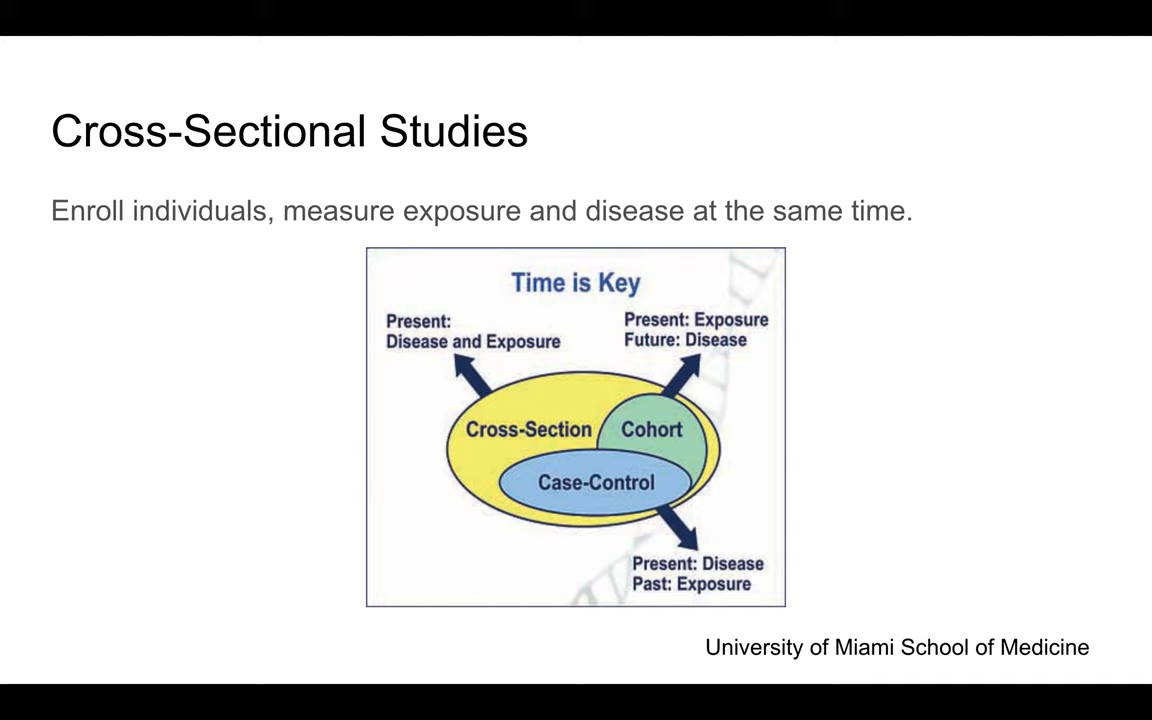 Cross-Sectional Studies
Enroll individuals, measure exposure and disease at the same time.
Time is Key
Present:
Disease and Exposure
Present: Exposure
Future: Disease
Cross-Section
Cohort
Case-Control
Present: Disease
Past: Exposure
University of Miami School of Medicine